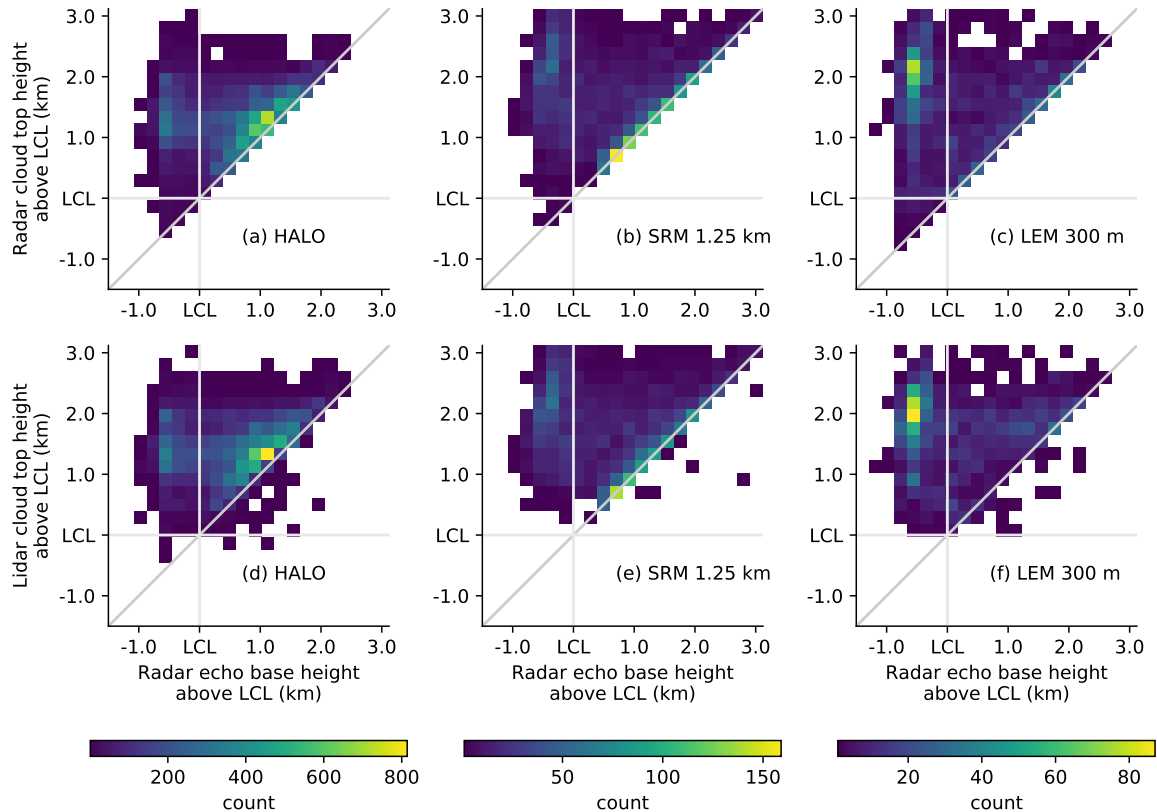 Radar cloud top height
above LCL (km)
3.0
2.0
1.0
LCL
-1.0
(a) HALO
-1.0 LCL 1.0 2.0 3.0
3.0
2.0
1.0
LCL
-1.0
(b) SRM 1.25 km
-1.0 LCL 1.0 2.0 3.0
3.0
2.0
1.0
LCL
-1.0
(c) LEM 300 m
-1.0 LCL 1.0 2.0 3.0
Lidar cloud top height
above LCL (km)
3.0
2.0
1.0
LCL
-1.0
(d) HALO
-1.0 LCL 1.0 2.0 3.0
Radar echo base height
above LCL (km)
3.0
2.0
1.0
LCL
-1.0
(e) SRM 1.25 km
-1.0 LCL 1.0 2.0 3.0
Radar echo base height
above LCL (km)
3.0
2.0
1.0
LCL
-1.0
(f) LEM 300 m
-1.0 LCL 1.0 2.0 3.0
Radar echo base height
above LCL (km)
200 400 600 800
count
50 100 150
count
20 40 60 80
count